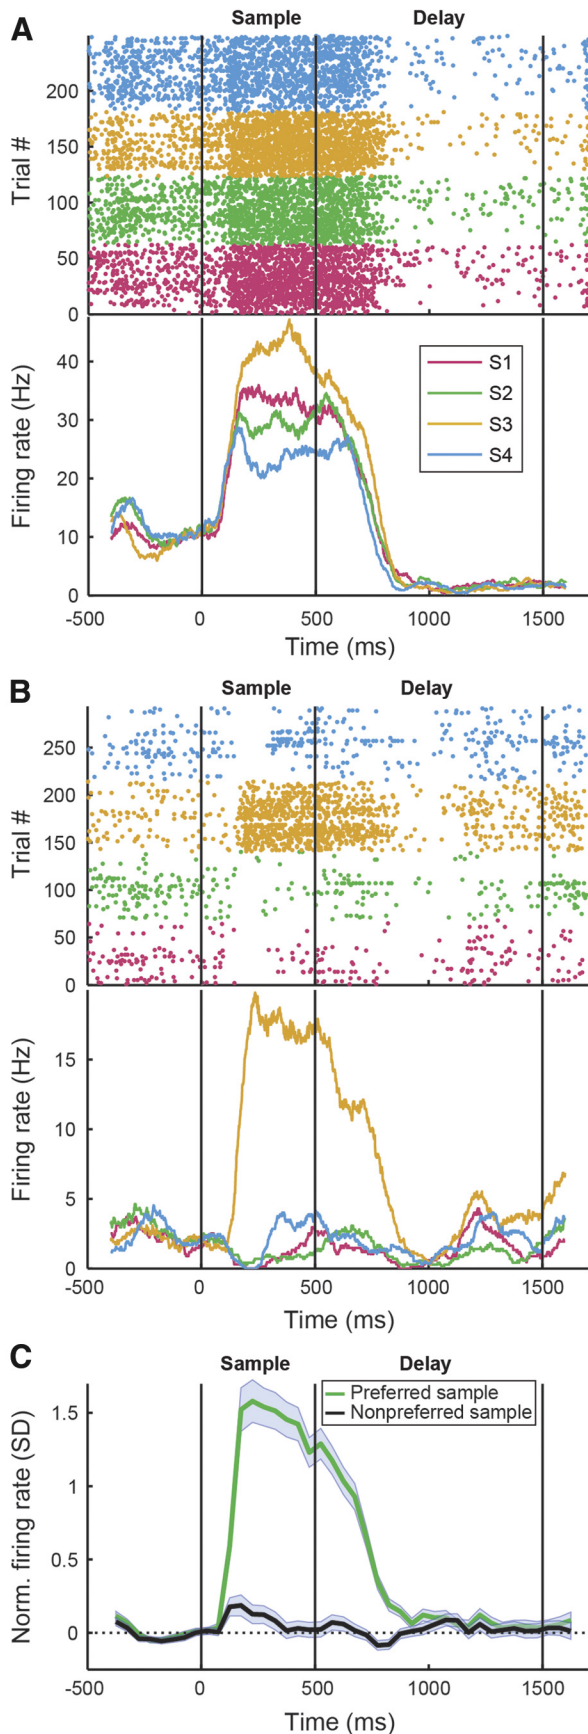 A
Sample Delay
Trial #
200
150
100
50
0
Firing rate (Hz)
40
30
20
10
0
S1
S2
S3
S4
-500 0 500 1000 1500
Time (ms)
B
Sample Delay
Trial #
250
200
150
100
50
0
Firing rate (Hz)
15
10
5
0
-500 0 500 1000 1500
Time (ms)
C
Sample Delay
Norm. firing rate (SD)
1.5
1
0.5
0
Preferred sample
Nonpreferred sample
-500 0 500 1000 1500
Time (ms)